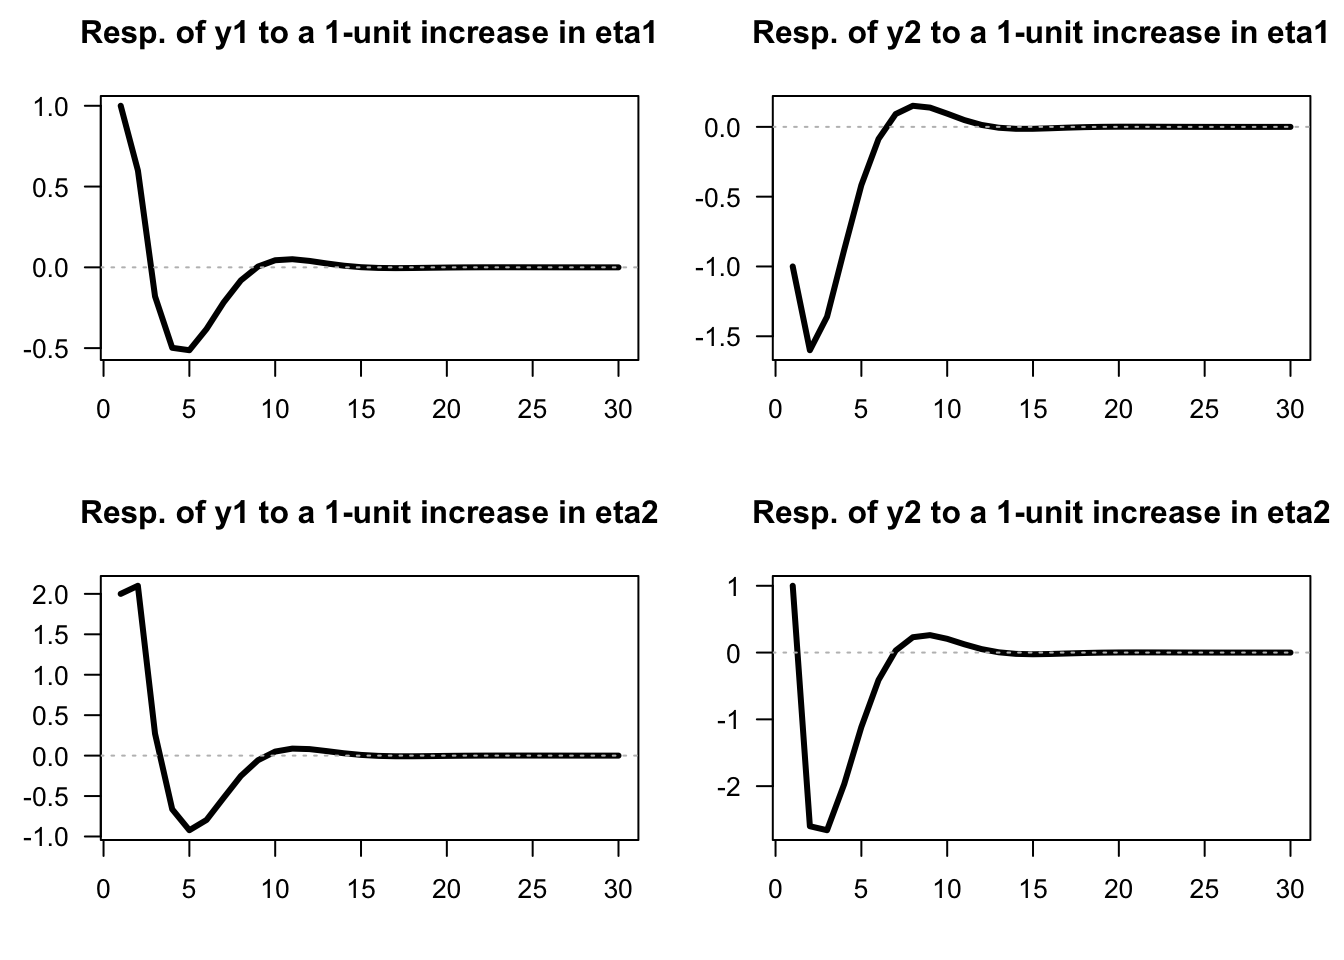 Resp. of y1 to a 1-unit increase in eta1
1.0
0.5
0.0
-0.5
0 5 10 15 20 25 30
Resp. of y2 to a 1-unit increase in eta1
0.0
-0.5
-1.0
-1.5
0 5 10 15 20 25 30
Resp. of y1 to a 1-unit increase in eta2
2.0
1.5
1.0
0.5
0.0
-0.5
-1.0
0 5 10 15 20 25 30
Resp. of y2 to a 1-unit increase in eta2
1
0
-1
-2
0 5 10 15 20 25 30